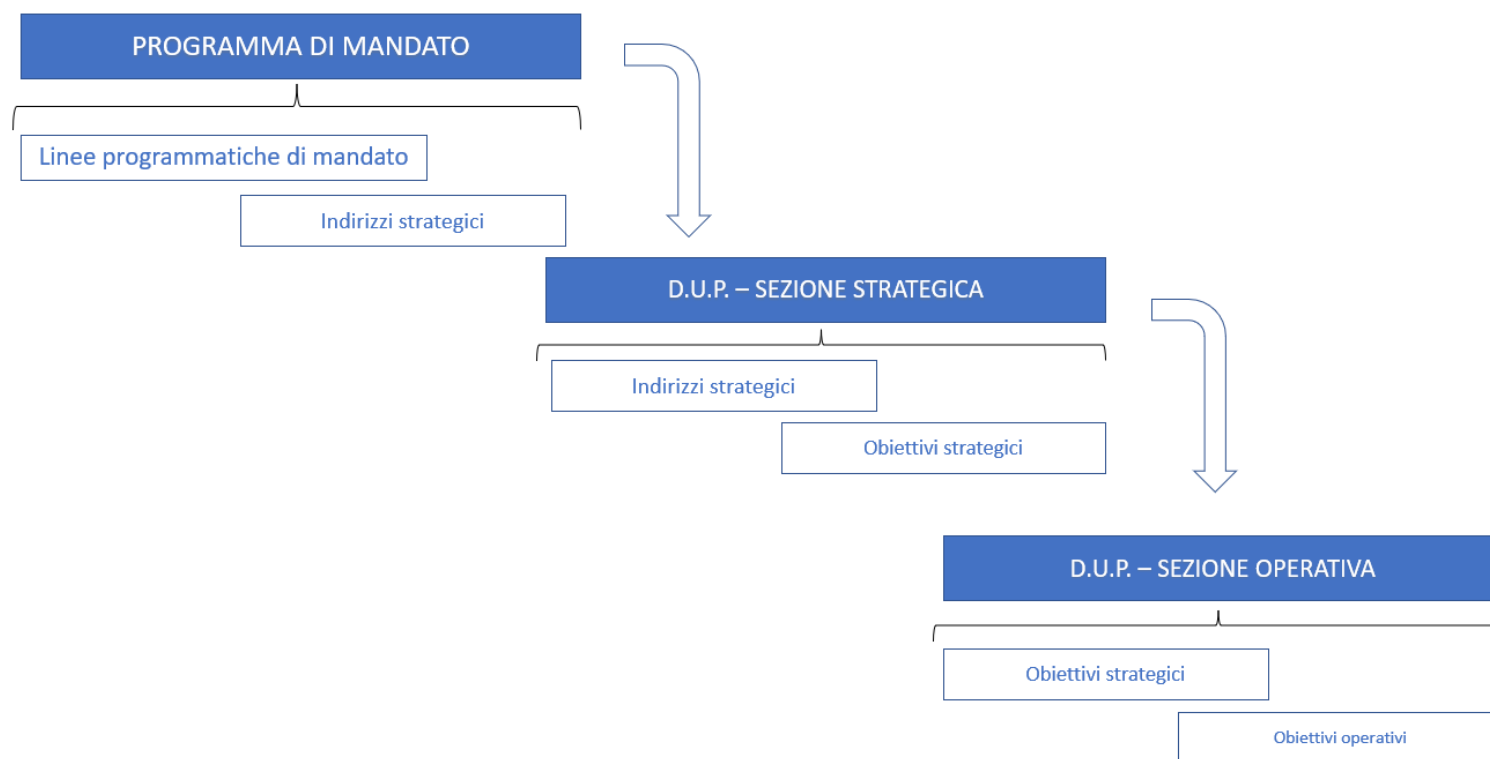 PROGRAMMA DI MANDATO
Linee programmatiche di mandato
Indirizzi strategici
D.U.P. – SEZIONE STRATEGICA
Indirizzi strategici
Obiettivi strategici
D.U.P. – SEZIONE OPERATIVA
Obiettivi strategici
Obiettivi operativi